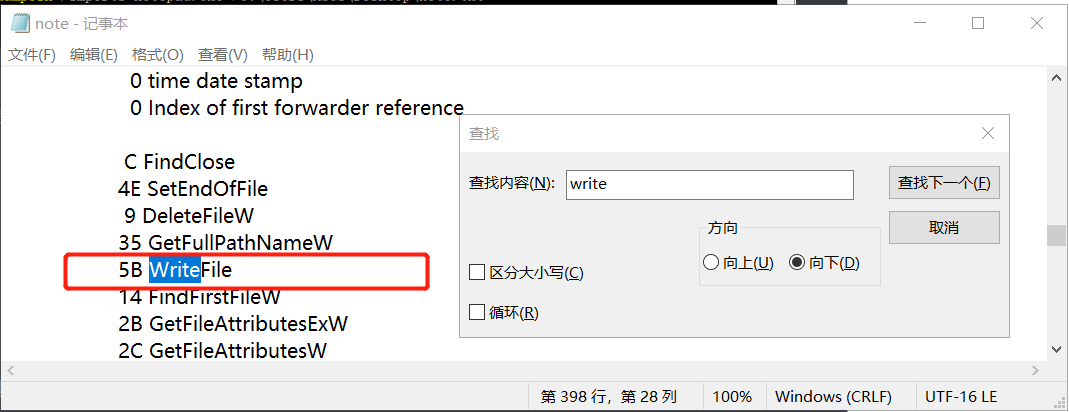 note - 记事本
文件(F) 编辑(E) 格式(O) 查看(V) 帮助(H)
0 time date stamp
0 Index of first forwarder reference
C FindClose
4E SetEndOfFile
9 DeleteFileW
35 GetFullPathNameW
5B WriteFile
14 FindFirstFileW
2B GetFileAttributesExW
2C GetFileAttributesW
查找
查找内容(N): write
查找下一个(F)
取消
方向
向上(U) 向下(D)
区分大小写(C)
循环(R)
第 398 行，第 28 列 100% Windows (CRLF) UTF-16 LE